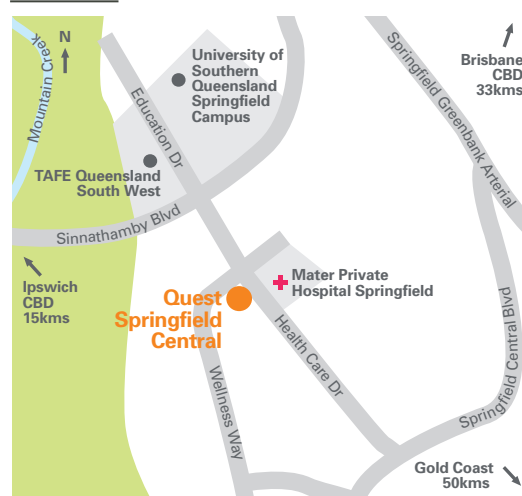 N
Mountain Creek
University of
Southern
Queensland
Springfield
Campus
Education Dr
TAFE Queensland
South West
Sinnathamby Blvd
Springfield Greenbank Arterial
Brisbane
CBD
33kms
Ipswich
CBD
15kms
Quest
Springfield
Central
Mater Private
Hospital Springfield
Health Care Dr
Wellness Way
Springfield Central Blvd
Gold Coast
50kms